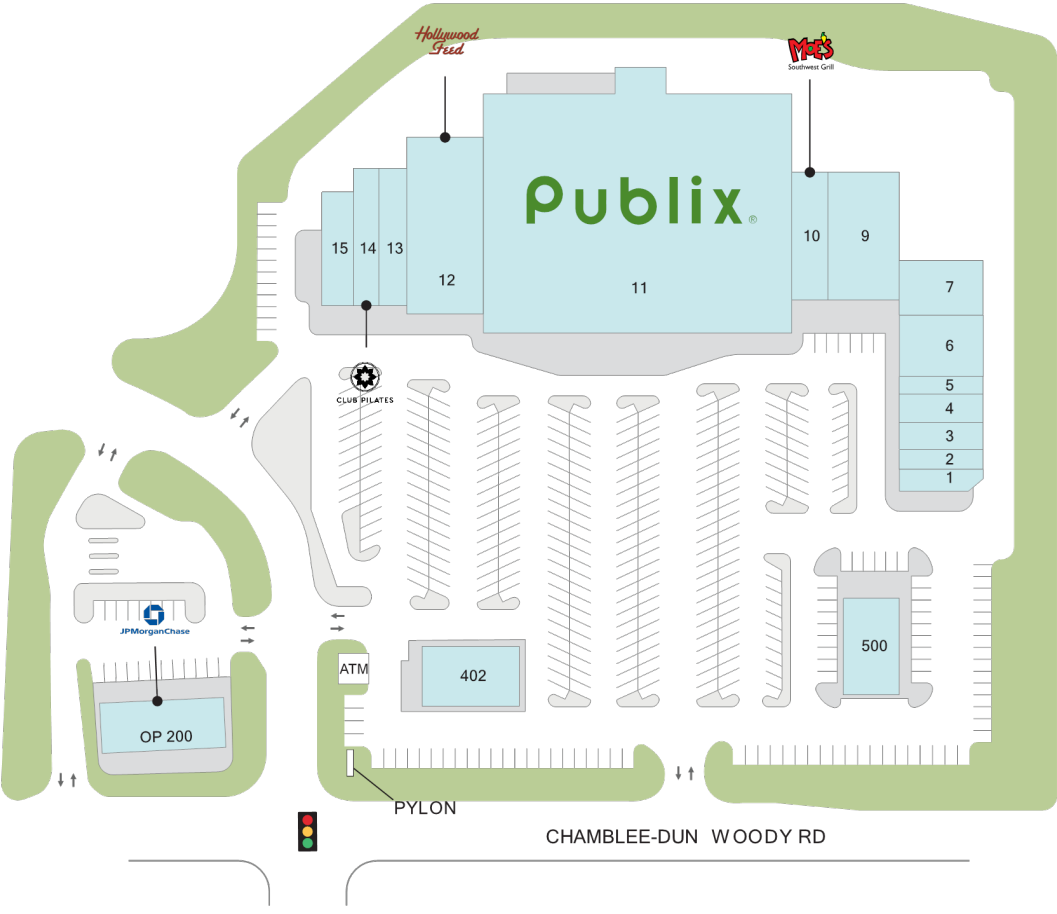 Hollywood
Feed
MOE'S
Southwest Grill
Publix®
15
14
13
12
11
10
9
7
6
5
4
3
2
1
CLUB PILATES
JPMorganChase
ATM
402
500
OP 200
PYLON
CHAMBLEE-DUN WOODY RD